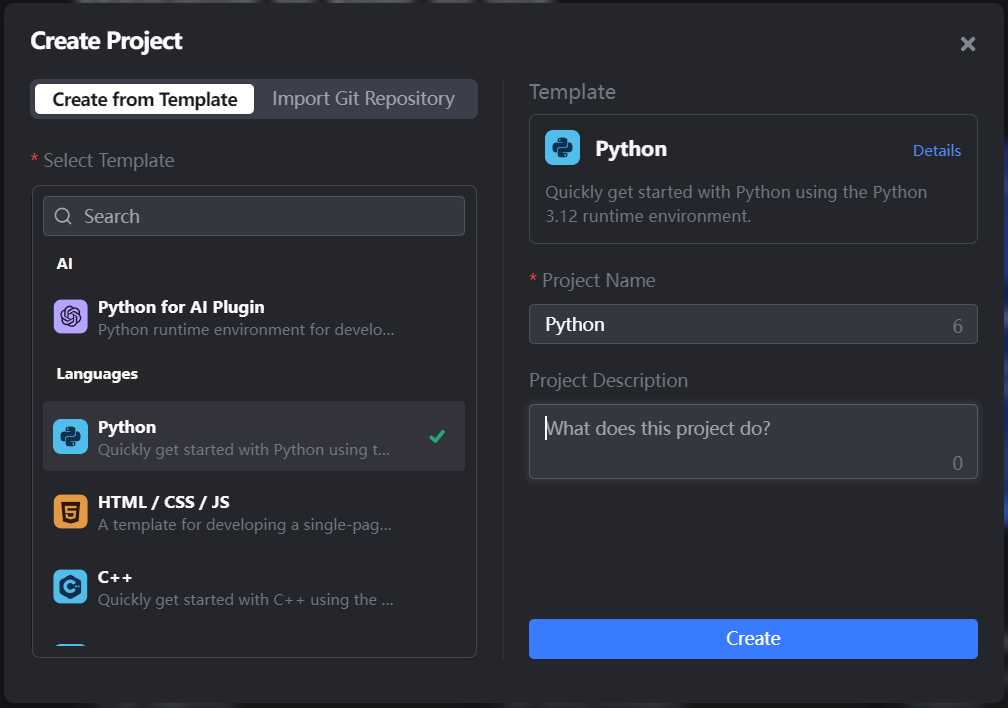 Create Project
Create from Template
Import Git Repository
* Select Template
Search
AI
Python for AI Plugin
Python runtime environment for develo...
Languages
Python
Quickly get started with Python using t...
HTML / CSS / JS
A template for developing a single-pag...
C++
Quickly get started with C++ using the ...
Template
Python
Details
Quickly get started with Python using the Python
3.12 runtime environment.
* Project Name
Python
6
Project Description
What does this project do?
0
Create